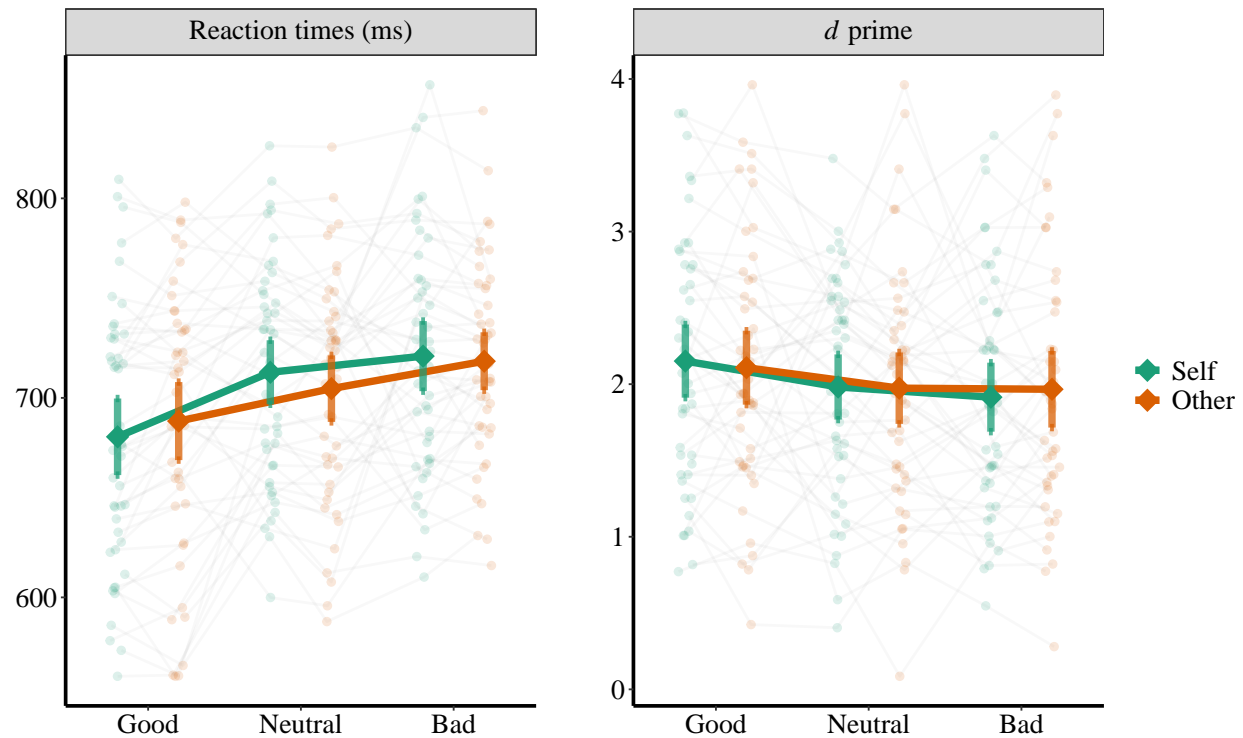 Reaction times (ms)
800
700
600
Good Neutral Bad
d prime
4
3
2
1
0
Good Neutral Bad
Self
Other